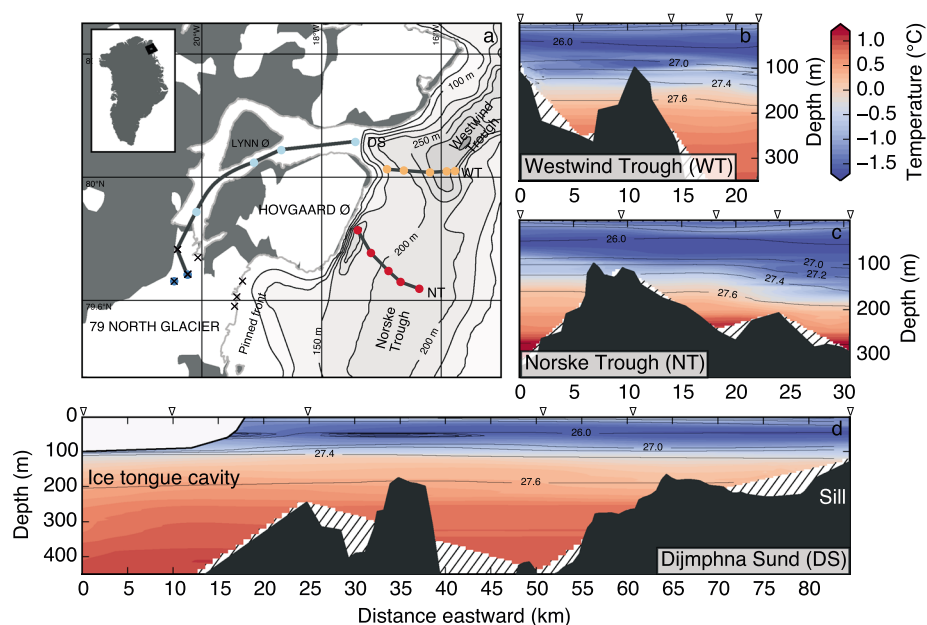 a
20°W
18°W
16°W
80°N
79.6°N
100 m
250 m
Westwind
Trough
LYNN Ø
DS
WT
HOVGAARD Ø
200 m
NT
79 NORTH GLACIER
Pinned front
150 m
Norske
Trough
200 m
b
26.0
27.0
27.6
100
200
300
Depth (m)
Westwind Trough (WT)
0
5
10
15
20
1.0
0.5
0.0
−0.5
−1.0
−1.5
Temperature (°C)
c
26.0
27.0
27.2
27.4
27.6
100
200
300
Depth (m)
Norske Trough (NT)
0
5
10
15
20
25
30
d
26.0
27.0
27.4
27.6
0
100
200
300
400
Depth (m)
Ice tongue cavity
Sill
Dijmphna Sund (DS)
0
5
10
15
20
25
30
35
40
45
50
55
60
65
70
75
80
Distance eastward (km)